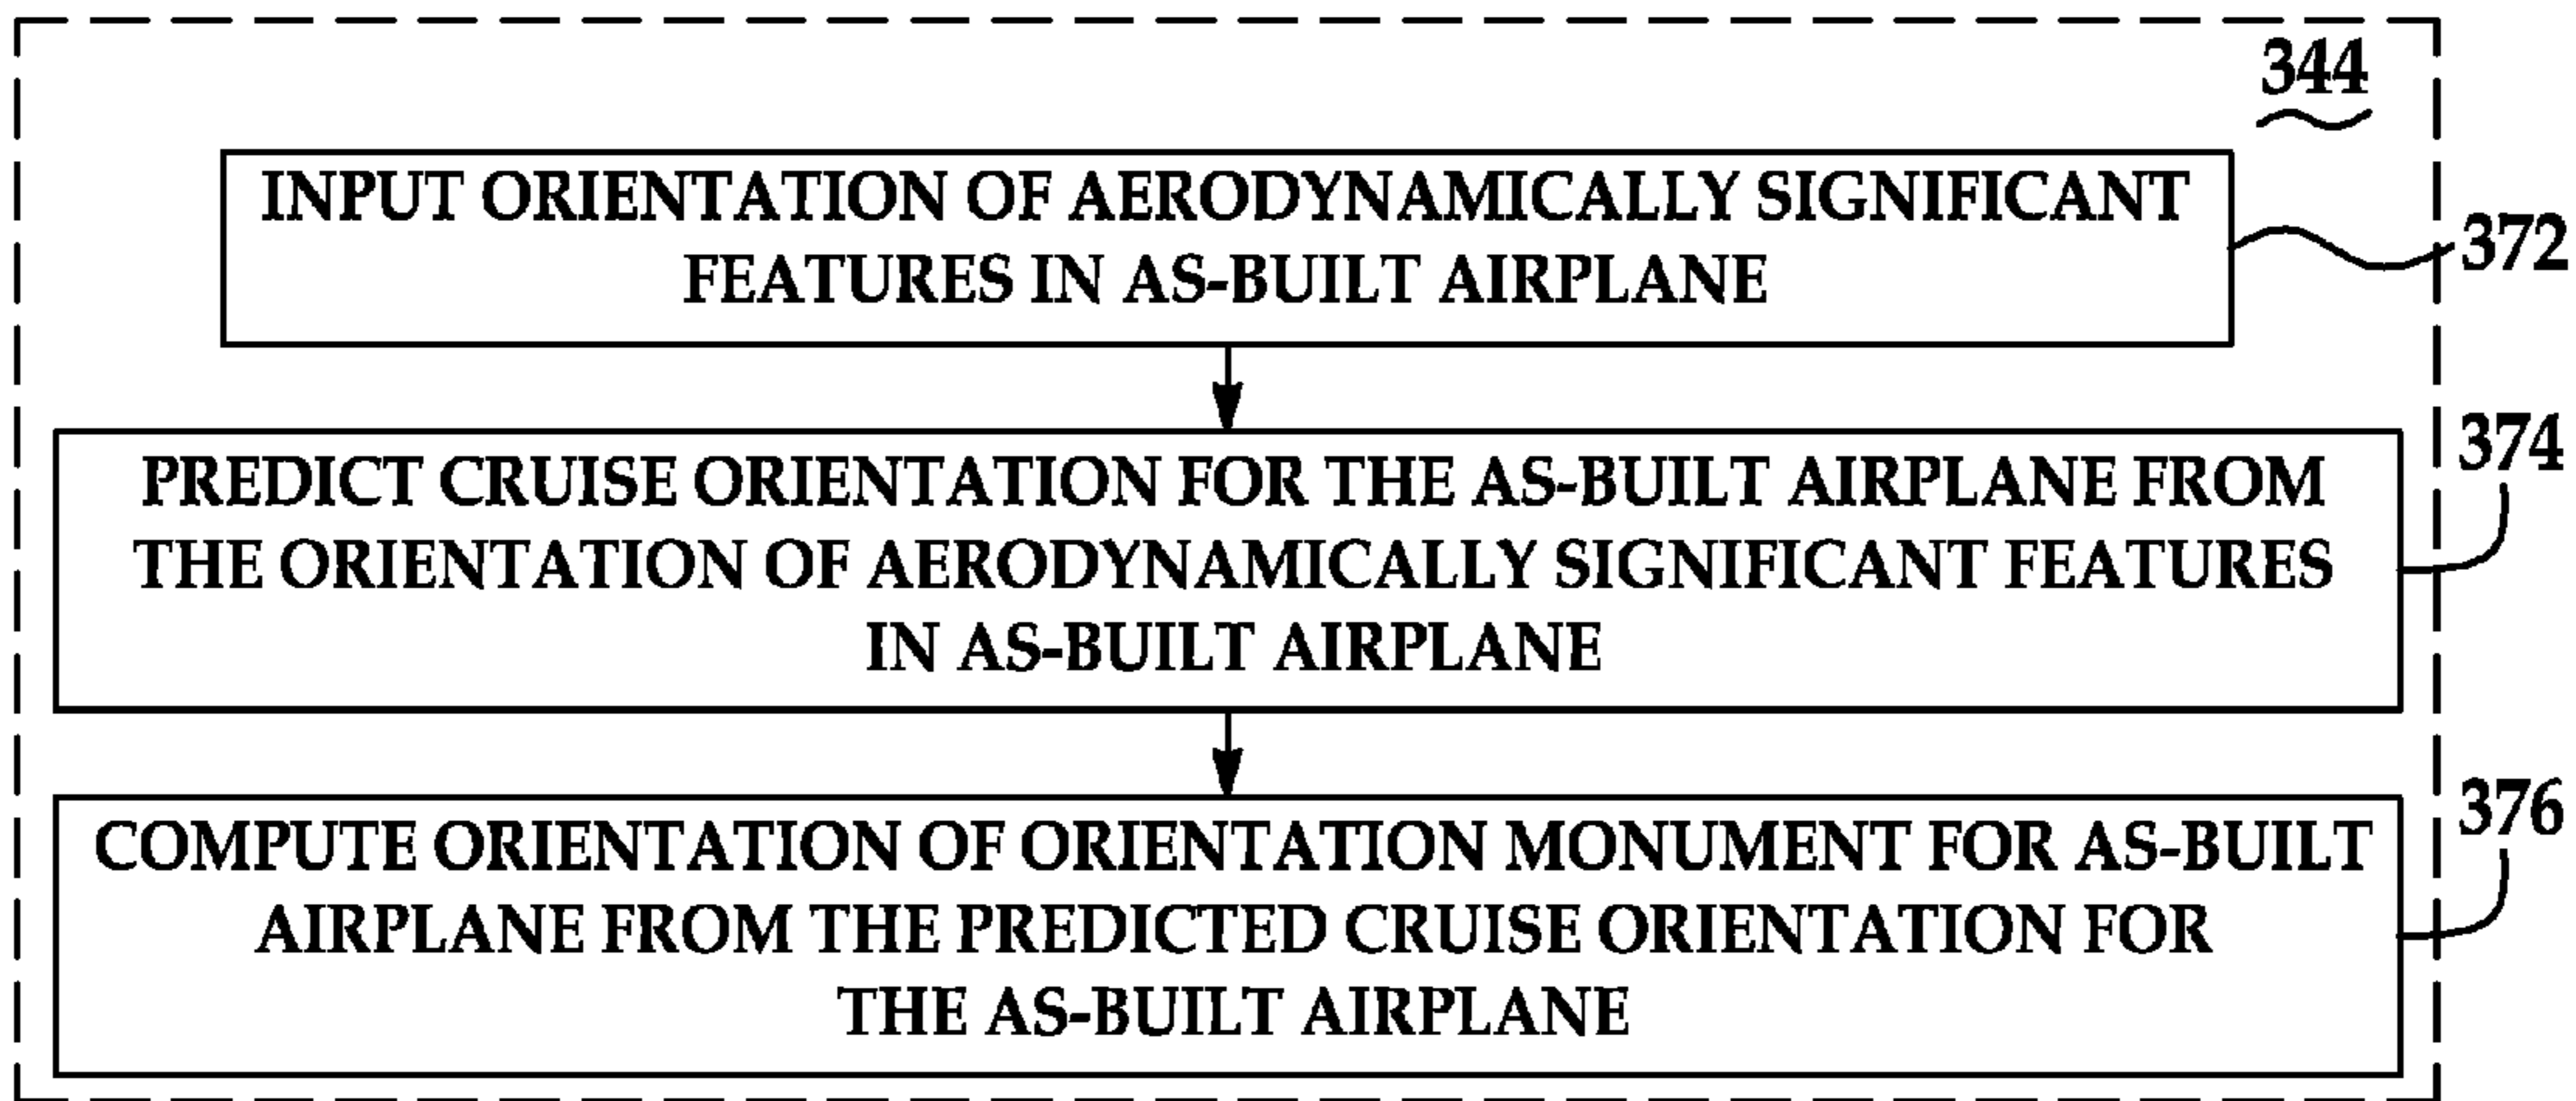 344
INPUT ORIENTATION OF AERODYNAMICALLY SIGNIFICANT
FEATURES IN AS-BUILT AIRPLANE
372
PREDICT CRUISE ORIENTATION FOR THE AS-BUILT AIRPLANE FROM
THE ORIENTATION OF AERODYNAMICALLY SIGNIFICANT FEATURES
IN AS-BUILT AIRPLANE
374
COMPUTE ORIENTATION OF ORIENTATION MONUMENT FOR AS-BUILT
AIRPLANE FROM THE PREDICTED CRUISE ORIENTATION FOR
THE AS-BUILT AIRPLANE
376